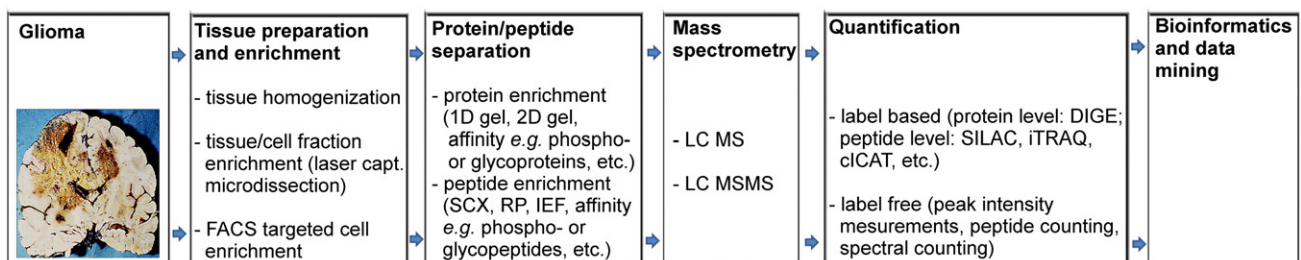 Glioma
Tissue preparation
and enrichment
- tissue homogenization
- tissue/cell fraction
enrichment (laser capt.
microdissection)
- FACS targeted cell
enrichment
Protein/peptide
separation
- protein enrichment
(1D gel, 2D gel,
affinity e.g. phospho-
or glycoproteins, etc.)
- peptide enrichment
(SCX, RP, IEF, affinity
e.g. phospho- or
glycopeptides, etc.)
Mass
spectrometry
- LC MS
- LC MSMS
Quantification
- label based (protein level: DIGE;
peptide level: SILAC, iTRAQ,
cICAT, etc.)
- label free (peak intensity
mesurements, peptide counting,
spectral counting)
Bioinformatics
and data
mining